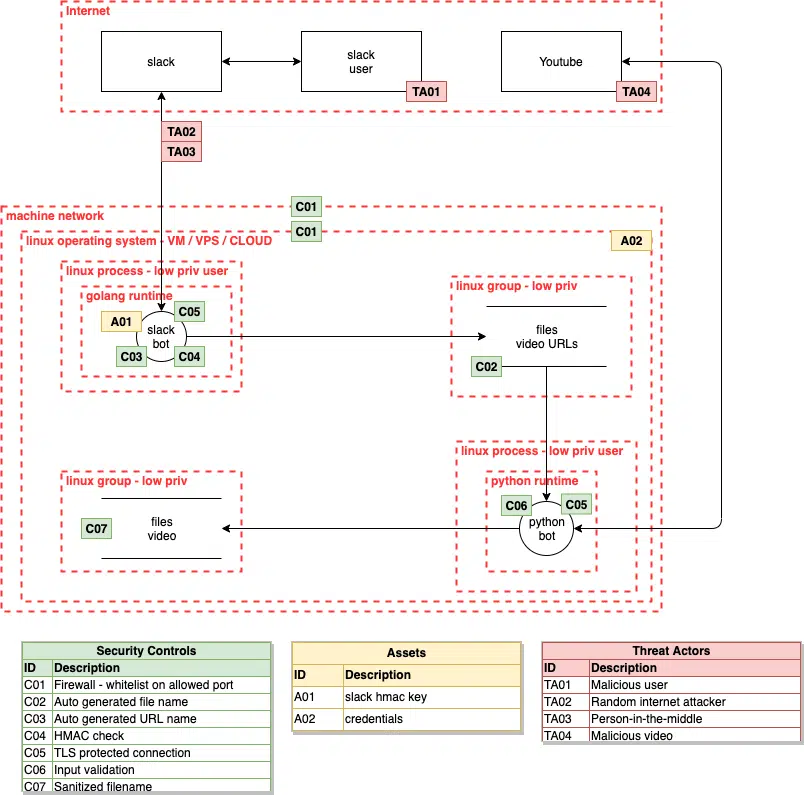 Internet
slack
slack
user
Youtube
TA01
TA04
TA02
TA03
C01
machine network
C01
linux operating system - VM / VPS / CLOUD
A02
linux process - low priv user
linux group - low priv
golang runtime
C05
A01
slack
bot
files
video URLs
C03
C04
C02
linux process - low priv user
linux group - low priv
python runtime
C06
C05
files
video
C07
python
bot
Security Controls
ID Description
C01 Firewall - whitelist on allowed port
C02 Auto generated file name
C03 Auto generated URL name
C04 HMAC check
C05 TLS protected connection
C06 Input validation
C07 Sanitized filename
Assets
ID Description
A01 slack hmac key
A02 credentials
Threat Actors
ID Description
TA01 Malicious user
TA02 Random internet attacker
TA03 Person-in-the-middle
TA04 Malicious video